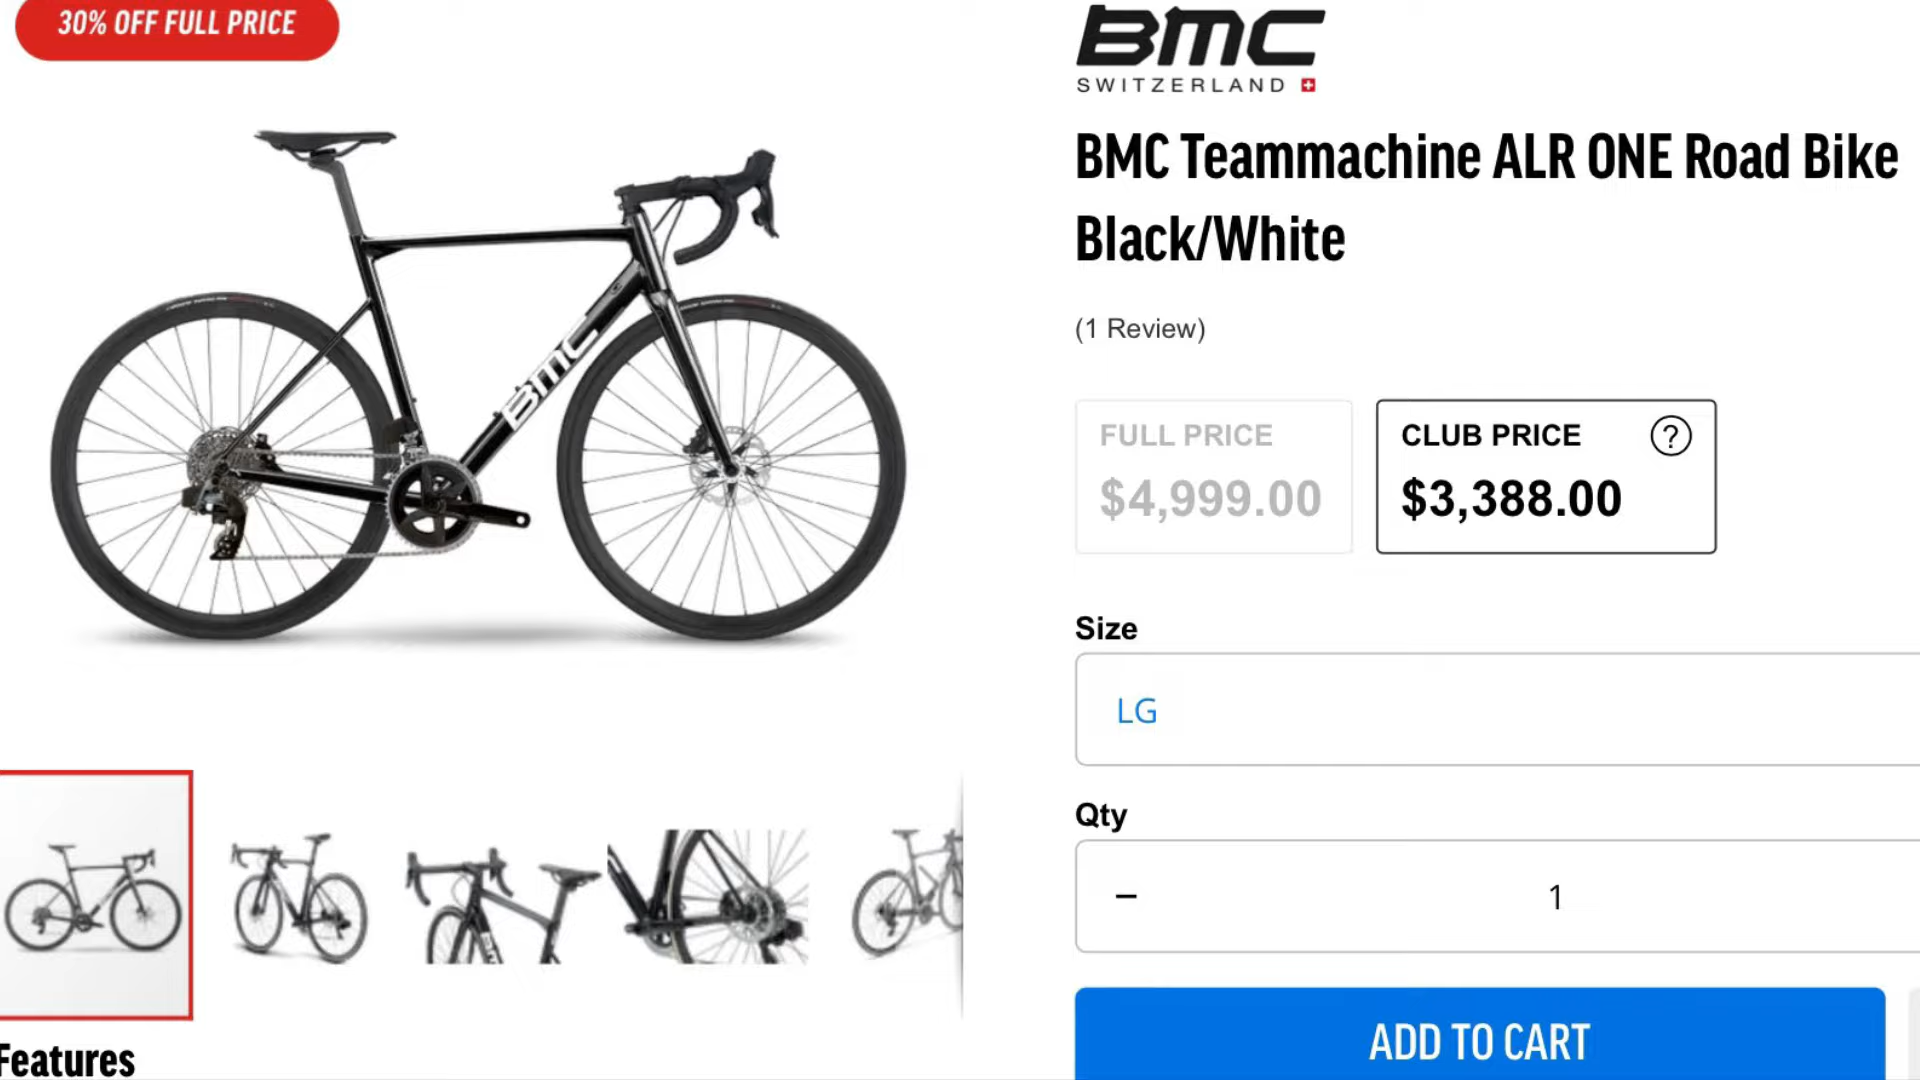 30% OFF FULL PRICE
BMC
SWITZERLAND
BMC Teammachine ALR ONE Road Bike
Black/White
(1 Review)
FULL PRICE
$4,999.00
CLUB PRICE
?
$3,388.00
BMC
Size
LG
Qty
−
1
ADD TO CART
Features